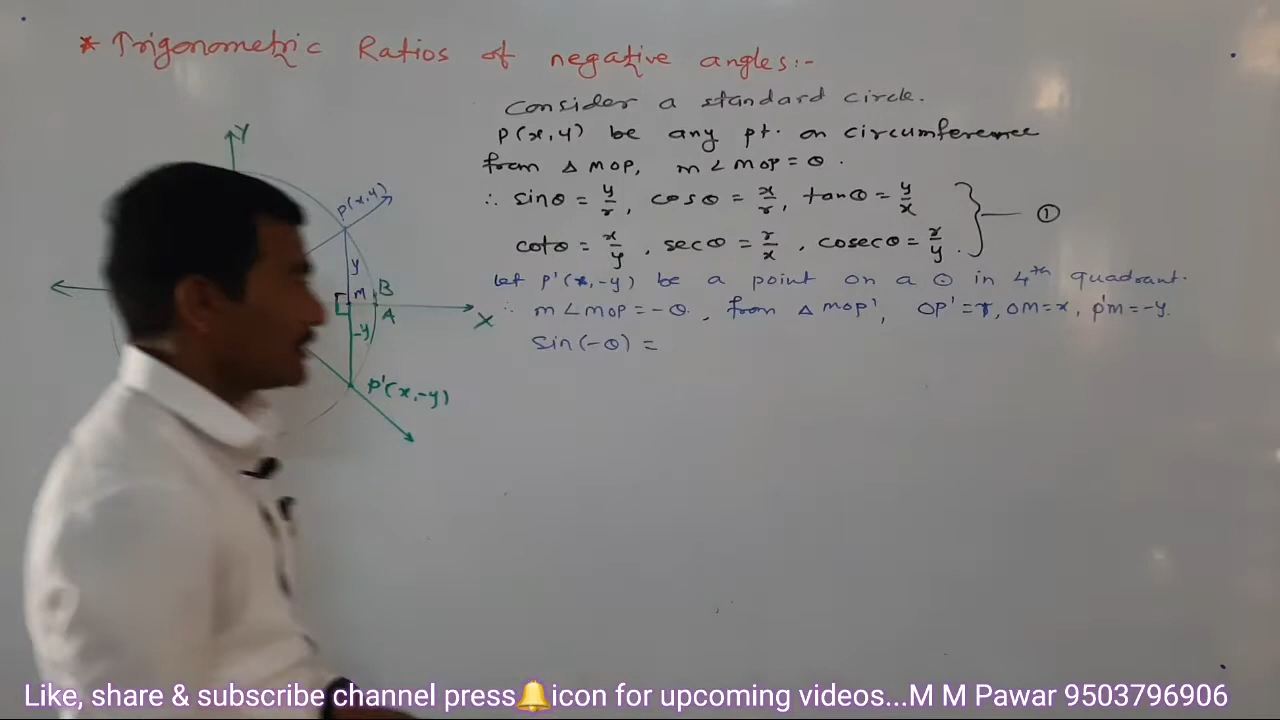 * Trigonometric Ratios of negative angles:-
Consider a standard circle.
P(x,y) be any pt. on circumference
from △ MOP, m∠MOP = θ.
∴ sinθ = y/r, cosθ = x/r, tanθ = y/x
cotθ = x/y, secθ = r/x, cosecθ = r/y.
①
let P'(x,-y) be a point on a ⊙ in 4th quadrant.
∴ m∠MOP = -θ, from △ MOP', OP' = r, OM = x, P'M = -y.
sin(-θ) =
Y
P(x,y)
y
M
B
A
X
-y
P'(x,-y)
Like, share & subscribe channel press🔔icon for upcoming videos...M M Pawar 9503796906